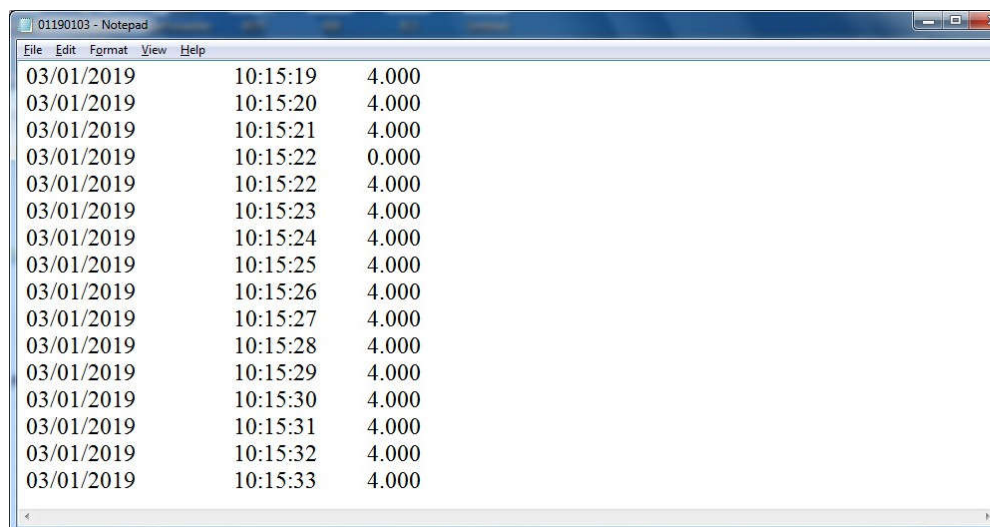 01190103 - Notepad
File Edit Format View Help
03/01/2019 10:15:19 4.000
03/01/2019 10:15:20 4.000
03/01/2019 10:15:21 4.000
03/01/2019 10:15:22 0.000
03/01/2019 10:15:22 4.000
03/01/2019 10:15:23 4.000
03/01/2019 10:15:24 4.000
03/01/2019 10:15:25 4.000
03/01/2019 10:15:26 4.000
03/01/2019 10:15:27 4.000
03/01/2019 10:15:28 4.000
03/01/2019 10:15:29 4.000
03/01/2019 10:15:30 4.000
03/01/2019 10:15:31 4.000
03/01/2019 10:15:32 4.000
03/01/2019 10:15:33 4.000